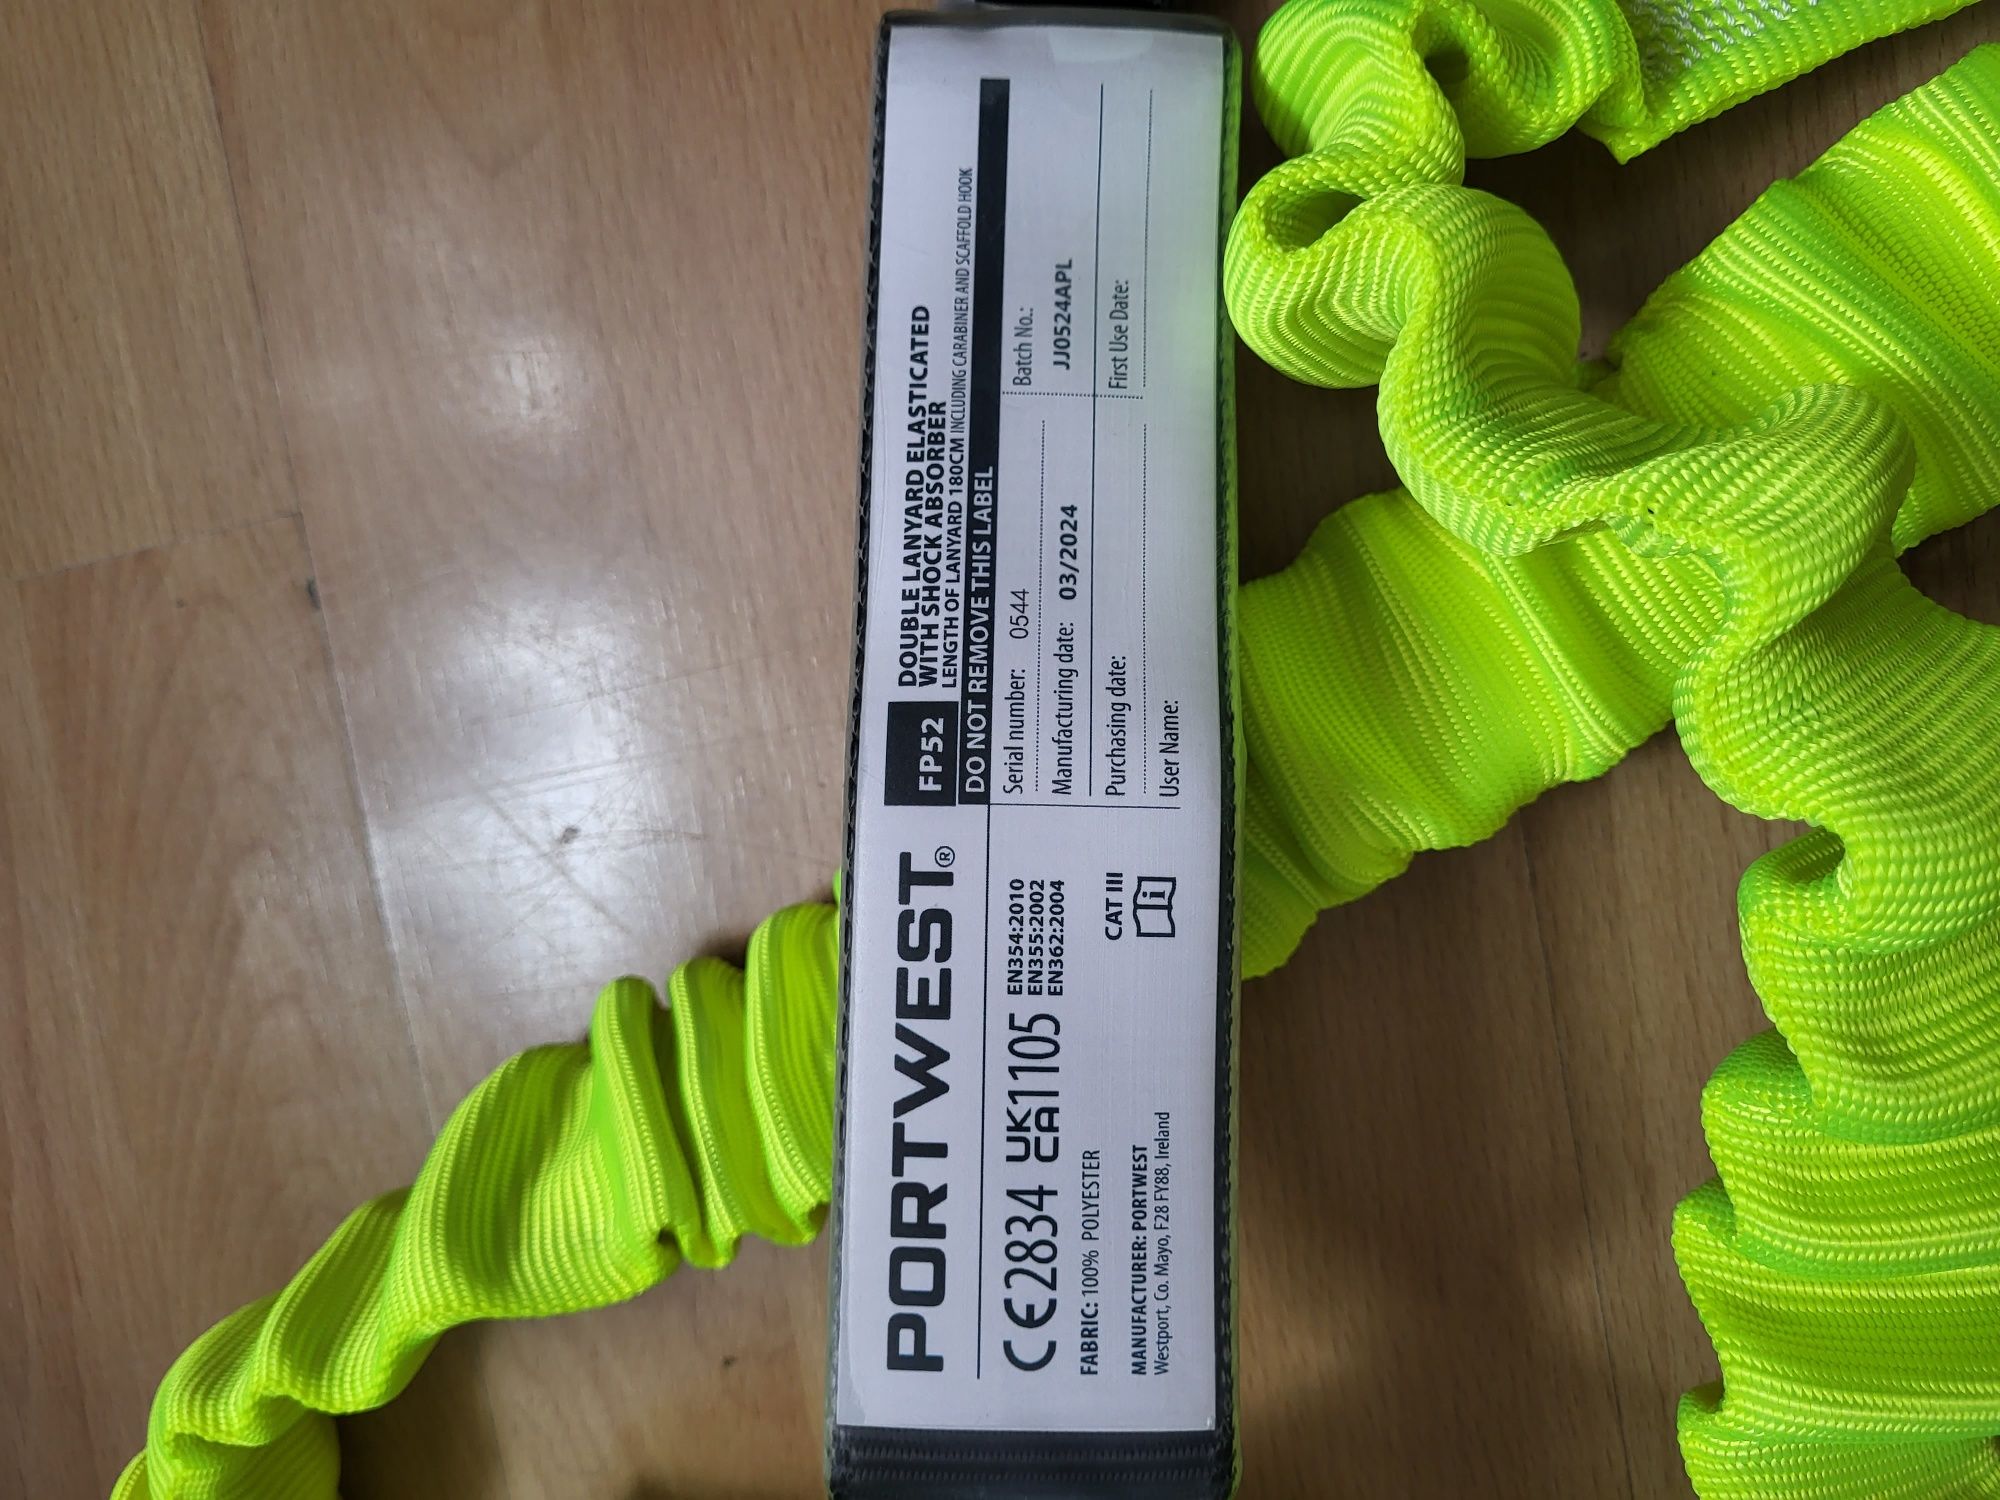 PORTWEST®
FP52
DOUBLE LANYARD ELASTICATED
WITH SHOCK ABSORBER
LENGTH OF LANYARD 180CM INCLUDING CARABINER AND SCAFFOLD HOOK
DO NOT REMOVE THIS LABEL
CE2834 UKCA1105
EN354:2010
EN355:2002
EN362:2004
FABRIC: 100% POLYESTER
CAT III
i
MANUFACTURER: PORTWEST
Westport, Co. Mayo, F28 FY88, Ireland
Serial number: 0544
Batch No.:
JJ0524APL
Manufacturing date: 03/2024
Purchasing date:
First Use Date:
User Name: